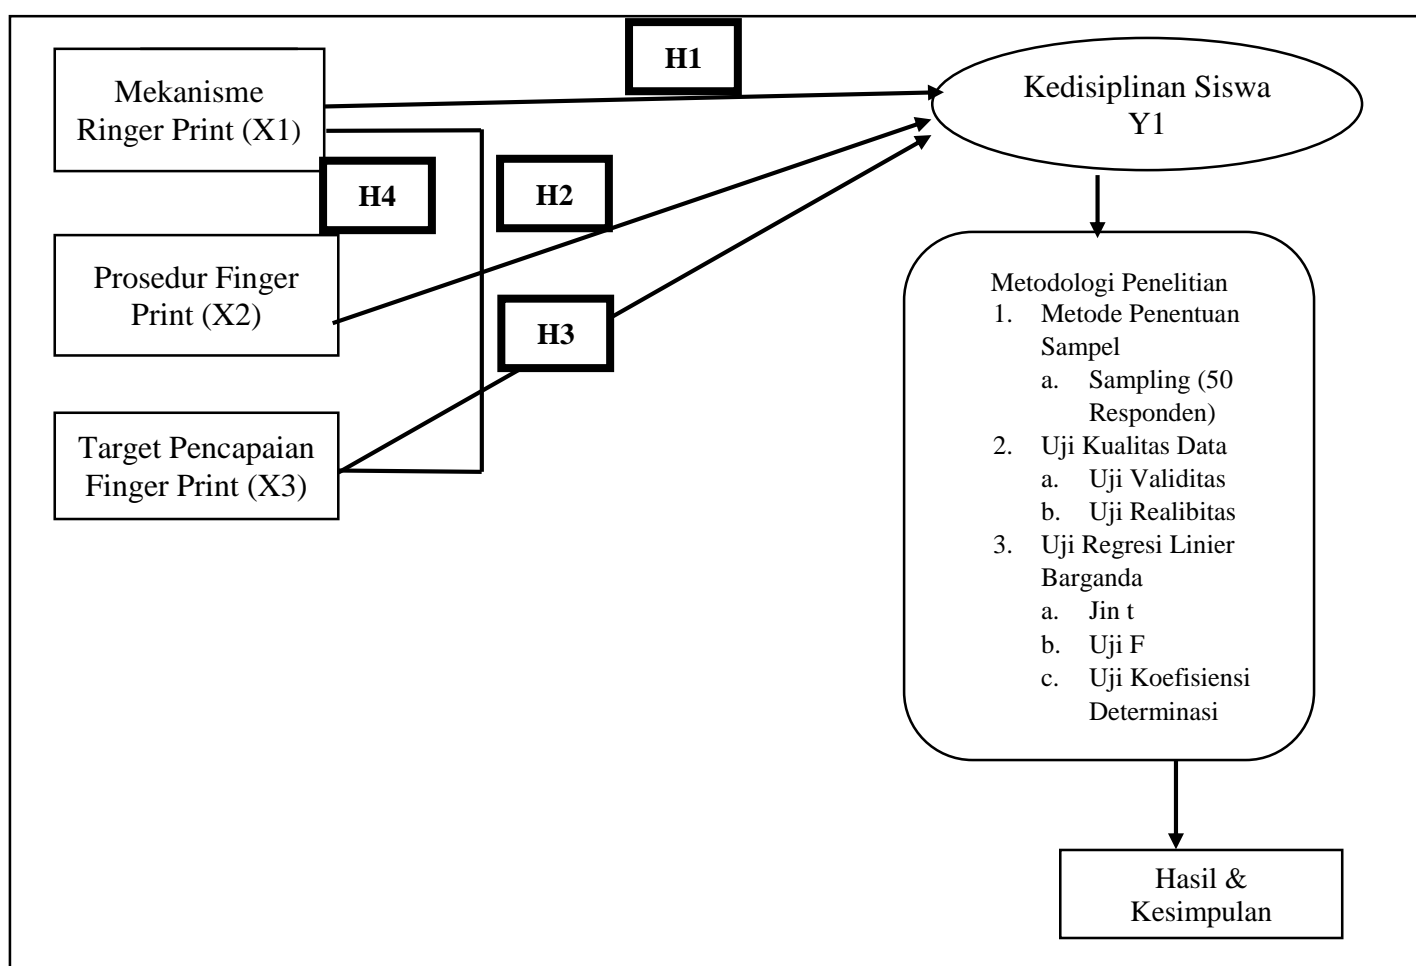 H1
Mekanisme
Ringer Print (X1)
Kedisiplinan Siswa
Y1
H4
H2
Prosedur Finger
Print (X2)
H3
Target Pencapaian
Finger Print (X3)
Metodologi Penelitian
1. Metode Penentuan
Sampel
a. Sampling (50
Responden)
2. Uji Kualitas Data
a. Uji Validitas
b. Uji Realibitas
3. Uji Regresi Linier
Barganda
a. Jin t
b. Uji F
c. Uji Koefisiensi
Determinasi
Hasil &
Kesimpulan